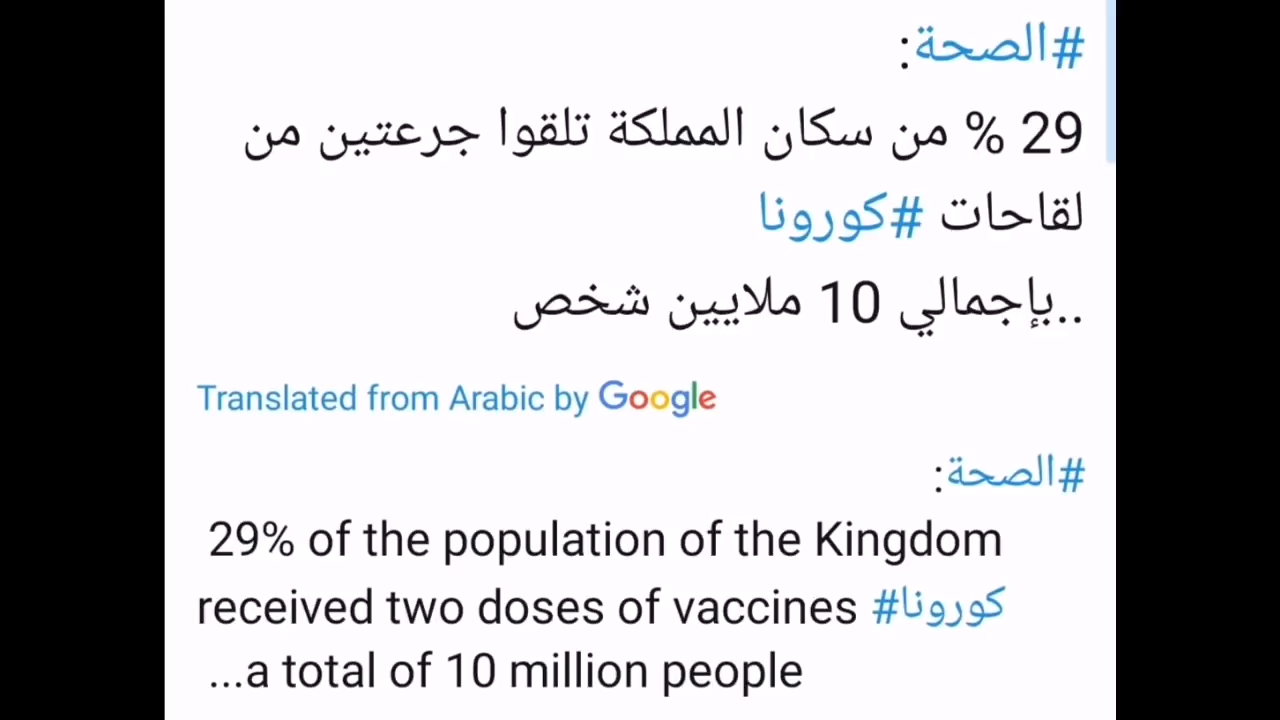 #الصحة:
29 % من سكان المملكة تلقوا جرعتين من
لقاحات #كورونا
..بإجمالي 10 ملايين شخص
Translated from Arabic by Google
#الصحة:
29% of the population of the Kingdom
received two doses of vaccines #كورونا
...a total of 10 million people